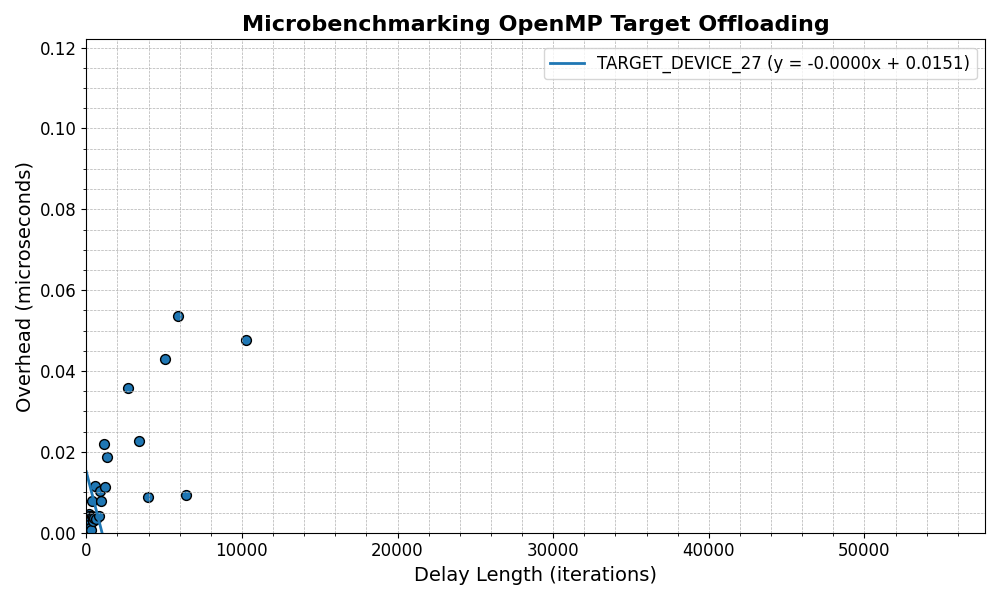 Microbenchmarking OpenMP Target Offloading
TARGET_DEVICE_27 (y = -0.0000x + 0.0151)
0.12
0.10
0.08
0.06
0.04
0.02
0.00
Overhead (microseconds)
0 10000 20000 30000 40000 50000
Delay Length (iterations)